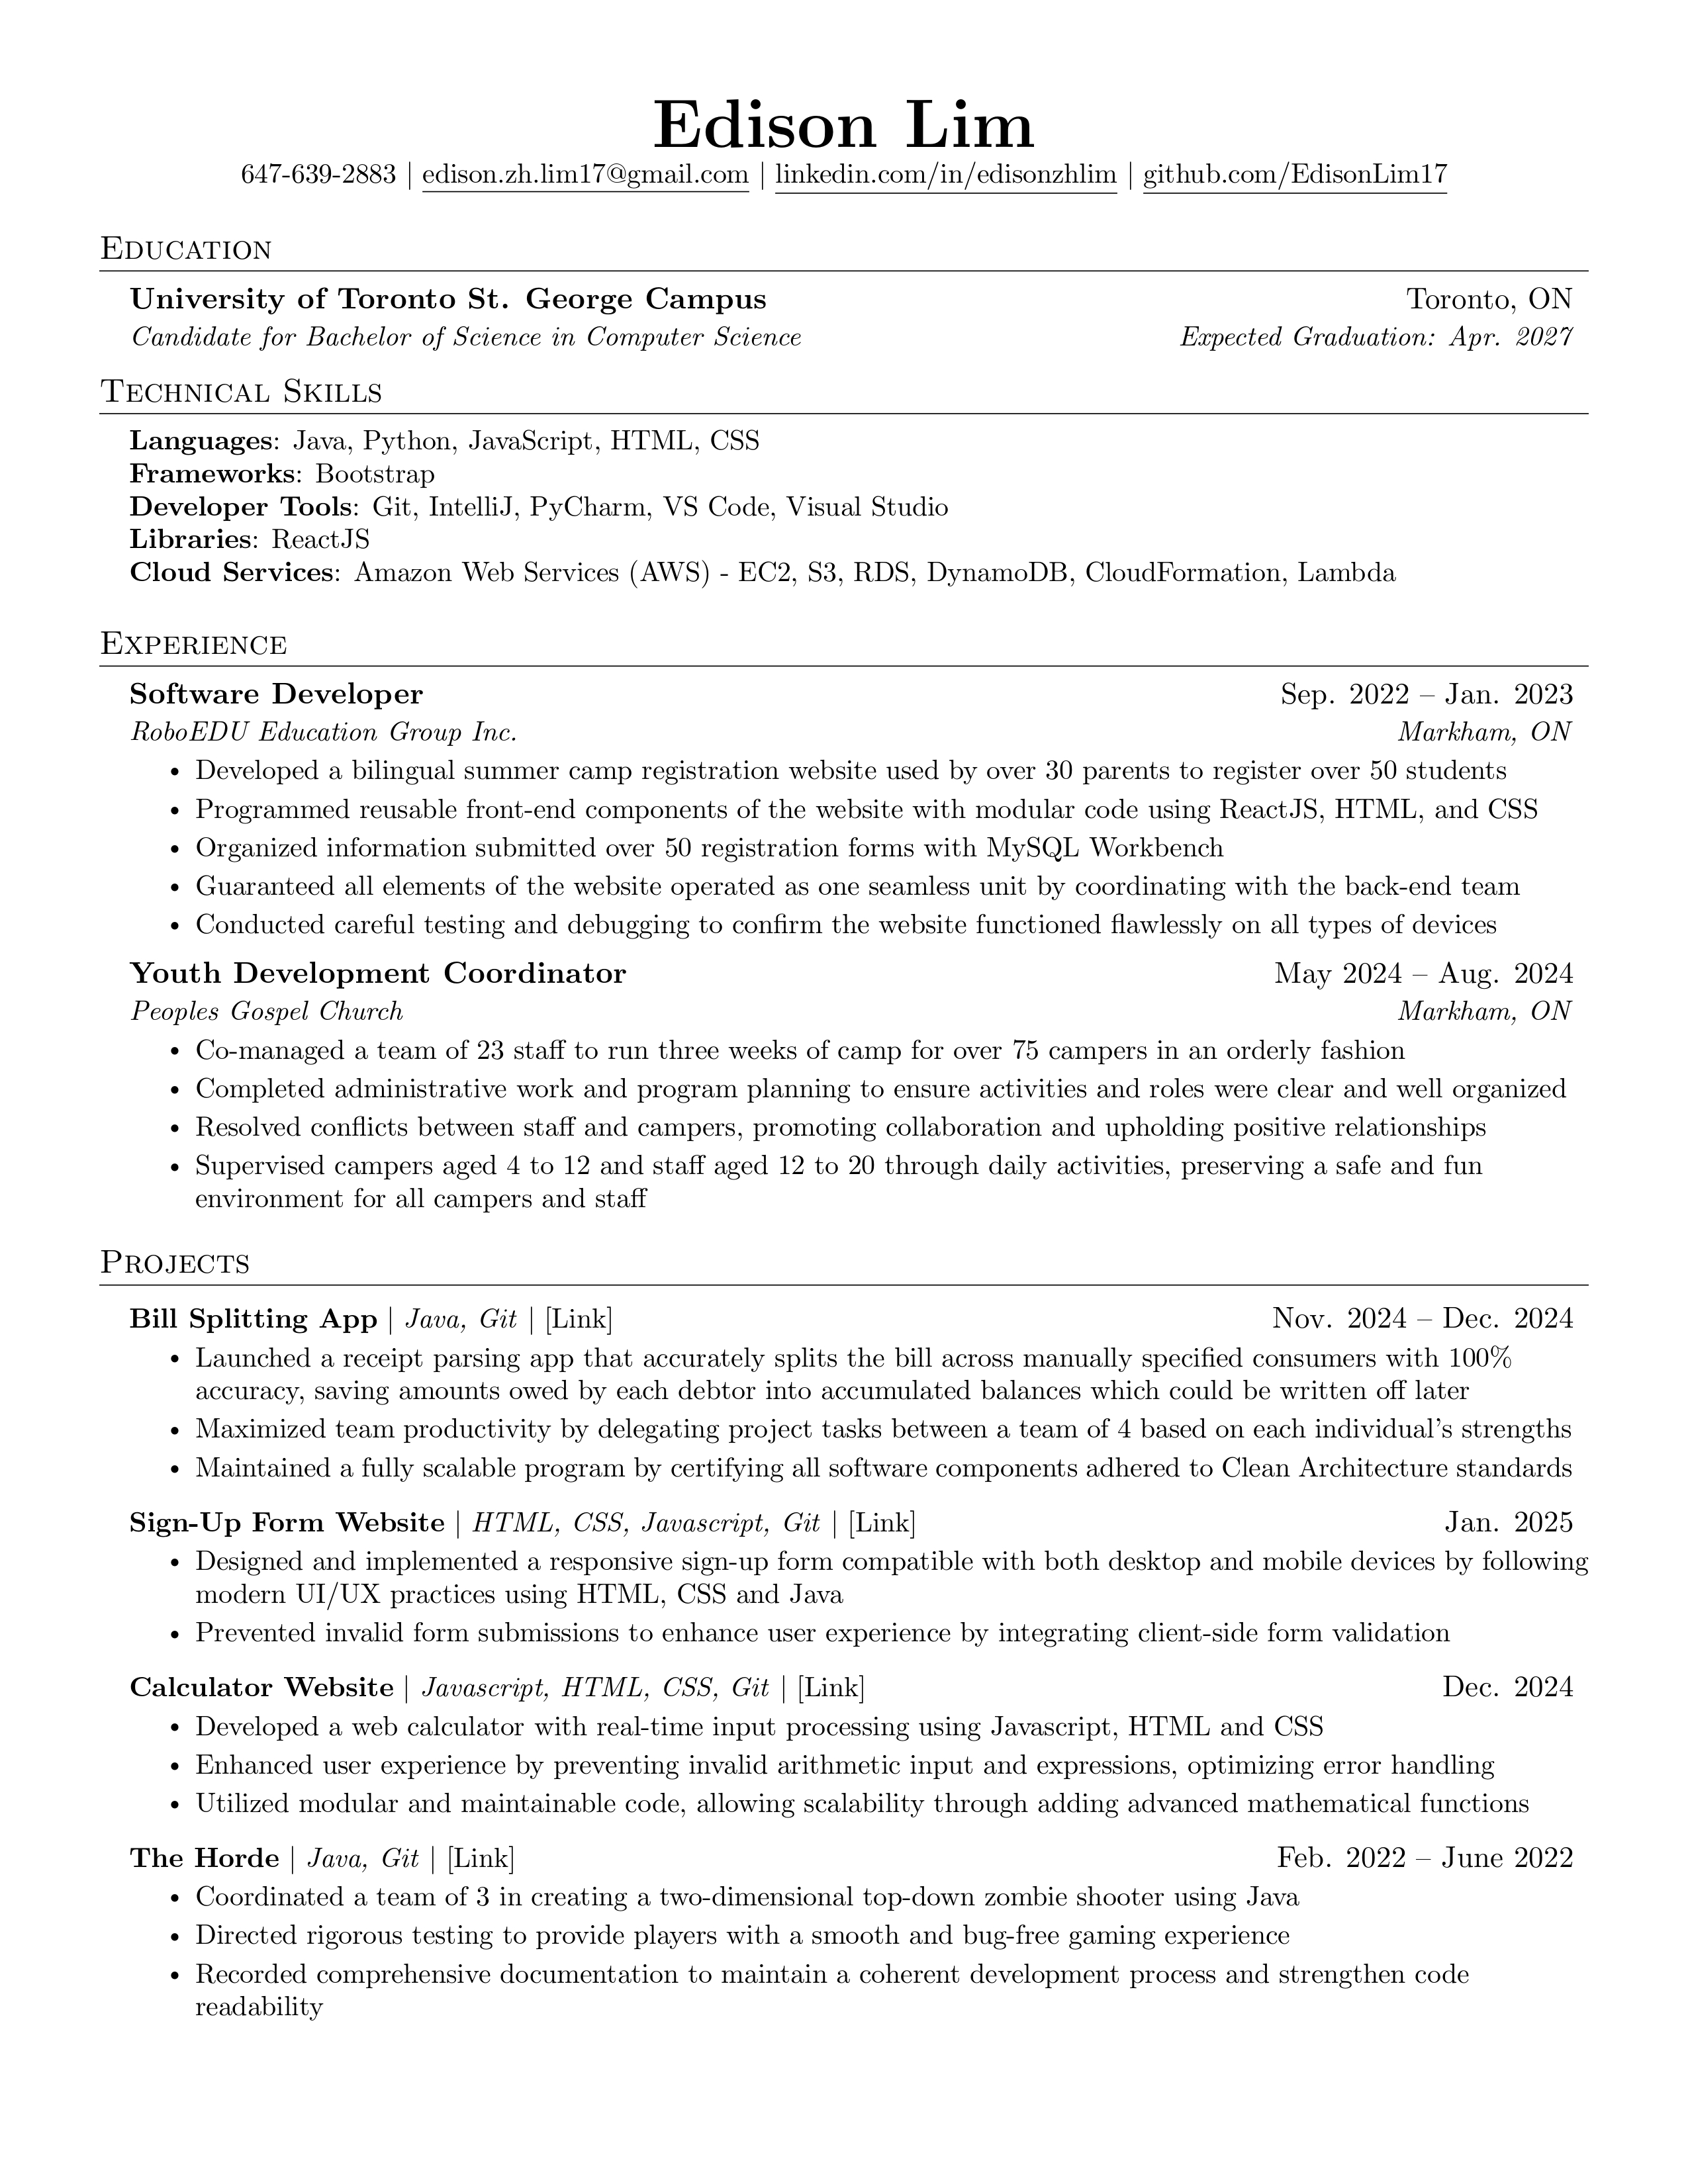 Edison Lim
647-639-2883 | edison.zh.lim17@gmail.com | linkedin.com/in/edisonzhlim | github.com/EdisonLim17
Education
University of Toronto St. George Campus Toronto, ON
Candidate for Bachelor of Science in Computer Science Expected Graduation: Apr. 2027
Technical Skills
Languages: Java, Python, JavaScript, HTML, CSS
Frameworks: Bootstrap
Developer Tools: Git, IntelliJ, PyCharm, VS Code, Visual Studio
Libraries: ReactJS
Cloud Services: Amazon Web Services (AWS) - EC2, S3, RDS, DynamoDB, CloudFormation, Lambda
Experience
Software Developer Sep. 2022 – Jan. 2023
RoboEDU Education Group Inc. Markham, ON
• Developed a bilingual summer camp registration website used by over 30 parents to register over 50 students
• Programmed reusable front-end components of the website with modular code using ReactJS, HTML, and CSS
• Organized information submitted over 50 registration forms with MySQL Workbench
• Guaranteed all elements of the website operated as one seamless unit by coordinating with the back-end team
• Conducted careful testing and debugging to confirm the website functioned flawlessly on all types of devices
Youth Development Coordinator May 2024 – Aug. 2024
Peoples Gospel Church Markham, ON
• Co-managed a team of 23 staff to run three weeks of camp for over 75 campers in an orderly fashion
• Completed administrative work and program planning to ensure activities and roles were clear and well organized
• Resolved conflicts between staff and campers, promoting collaboration and upholding positive relationships
• Supervised campers aged 4 to 12 and staff aged 12 to 20 through daily activities, preserving a safe and fun
environment for all campers and staff
Projects
Bill Splitting App | Java, Git | [Link] Nov. 2024 – Dec. 2024
• Launched a receipt parsing app that accurately splits the bill across manually specified consumers with 100%
accuracy, saving amounts owed by each debtor into accumulated balances which could be written off later
• Maximized team productivity by delegating project tasks between a team of 4 based on each individual's strengths
• Maintained a fully scalable program by certifying all software components adhered to Clean Architecture standards
Sign-Up Form Website | HTML, CSS, Javascript, Git | [Link] Jan. 2025
• Designed and implemented a responsive sign-up form compatible with both desktop and mobile devices by following
modern UI/UX practices using HTML, CSS and Java
• Prevented invalid form submissions to enhance user experience by integrating client-side form validation
Calculator Website | Javascript, HTML, CSS, Git | [Link] Dec. 2024
• Developed a web calculator with real-time input processing using Javascript, HTML and CSS
• Enhanced user experience by preventing invalid arithmetic input and expressions, optimizing error handling
• Utilized modular and maintainable code, allowing scalability through adding advanced mathematical functions
The Horde | Java, Git | [Link] Feb. 2022 – June 2022
• Coordinated a team of 3 in creating a two-dimensional top-down zombie shooter using Java
• Directed rigorous testing to provide players with a smooth and bug-free gaming experience
• Recorded comprehensive documentation to maintain a coherent development process and strengthen code
readability